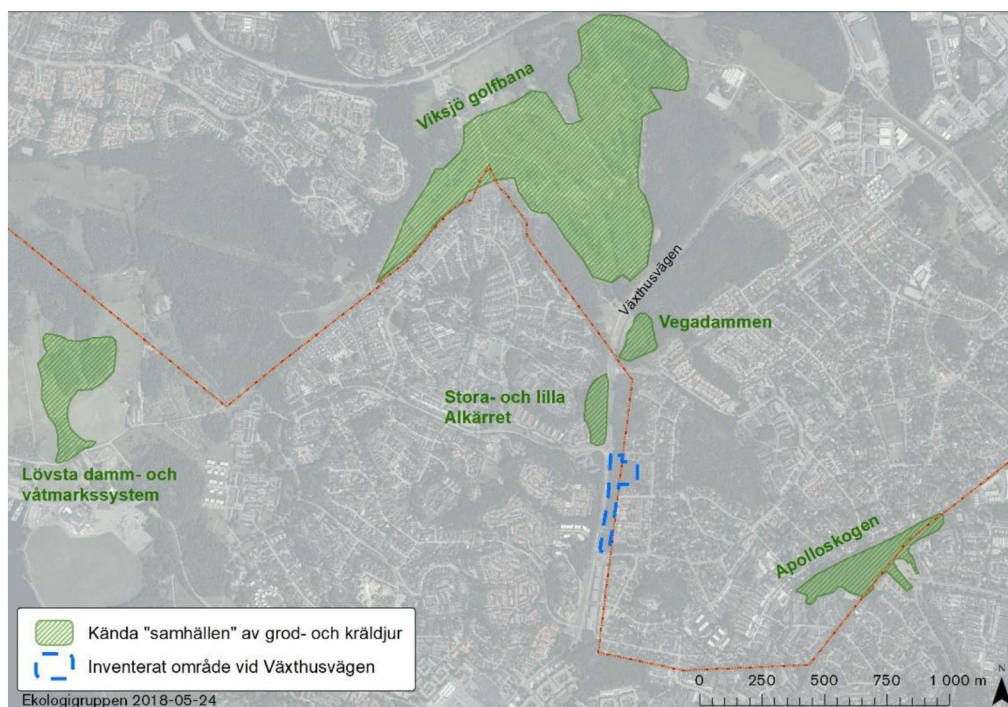 Viksjö golfbana
Växthusvägen
Vegadammen
Stora- och lilla
Alkärret
Lövsta damm- och
våtmarkssystem
Apolloskogen
Kända "samhällen" av grod- och kräldjur
Inventerat område vid Växthusvägen
Ekologigruppen 2018-05-24
0 250 500 750 1 000 m
N